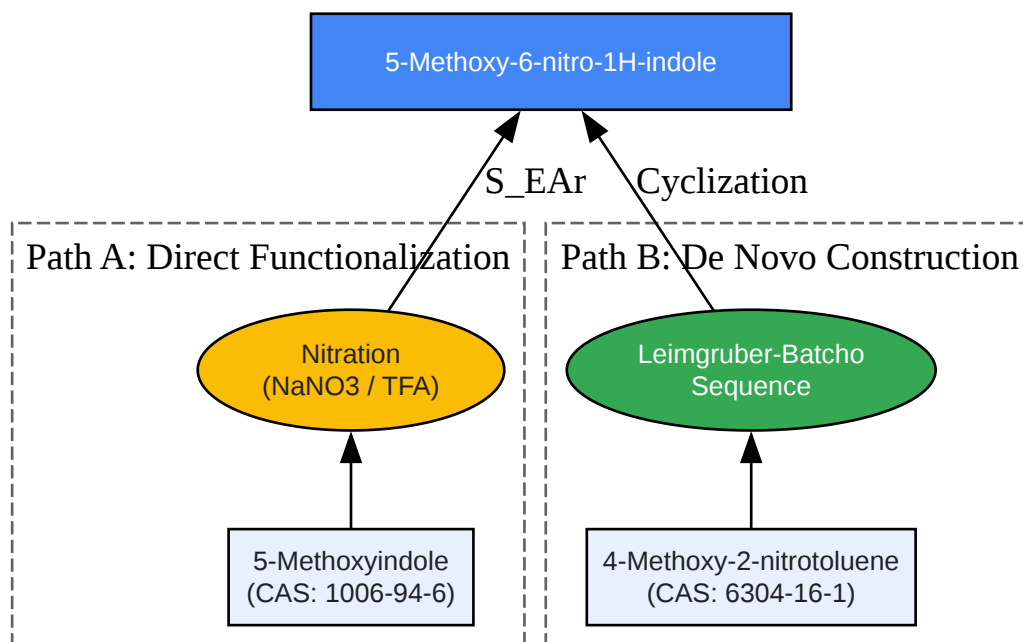 5-Methoxy-6-nitro-1H-indole
S_EAr
Cyclization
Path A: Direct Functionalization
Path B: De Novo Construction
Nitration
(NaNO3 / TFA)
Leimgruber-Batcho
Sequence
5-Methoxyindole
(CAS: 1006-94-6)
4-Methoxy-2-nitrotoluene
(CAS: 6304-16-1)